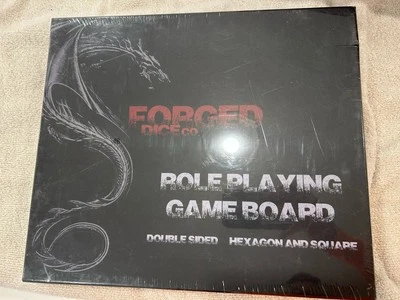 FORGED
DICE CO
ROLE PLAYING
GAME BOARD
DOUBLE SIDED HEXAGON AND SQUARE